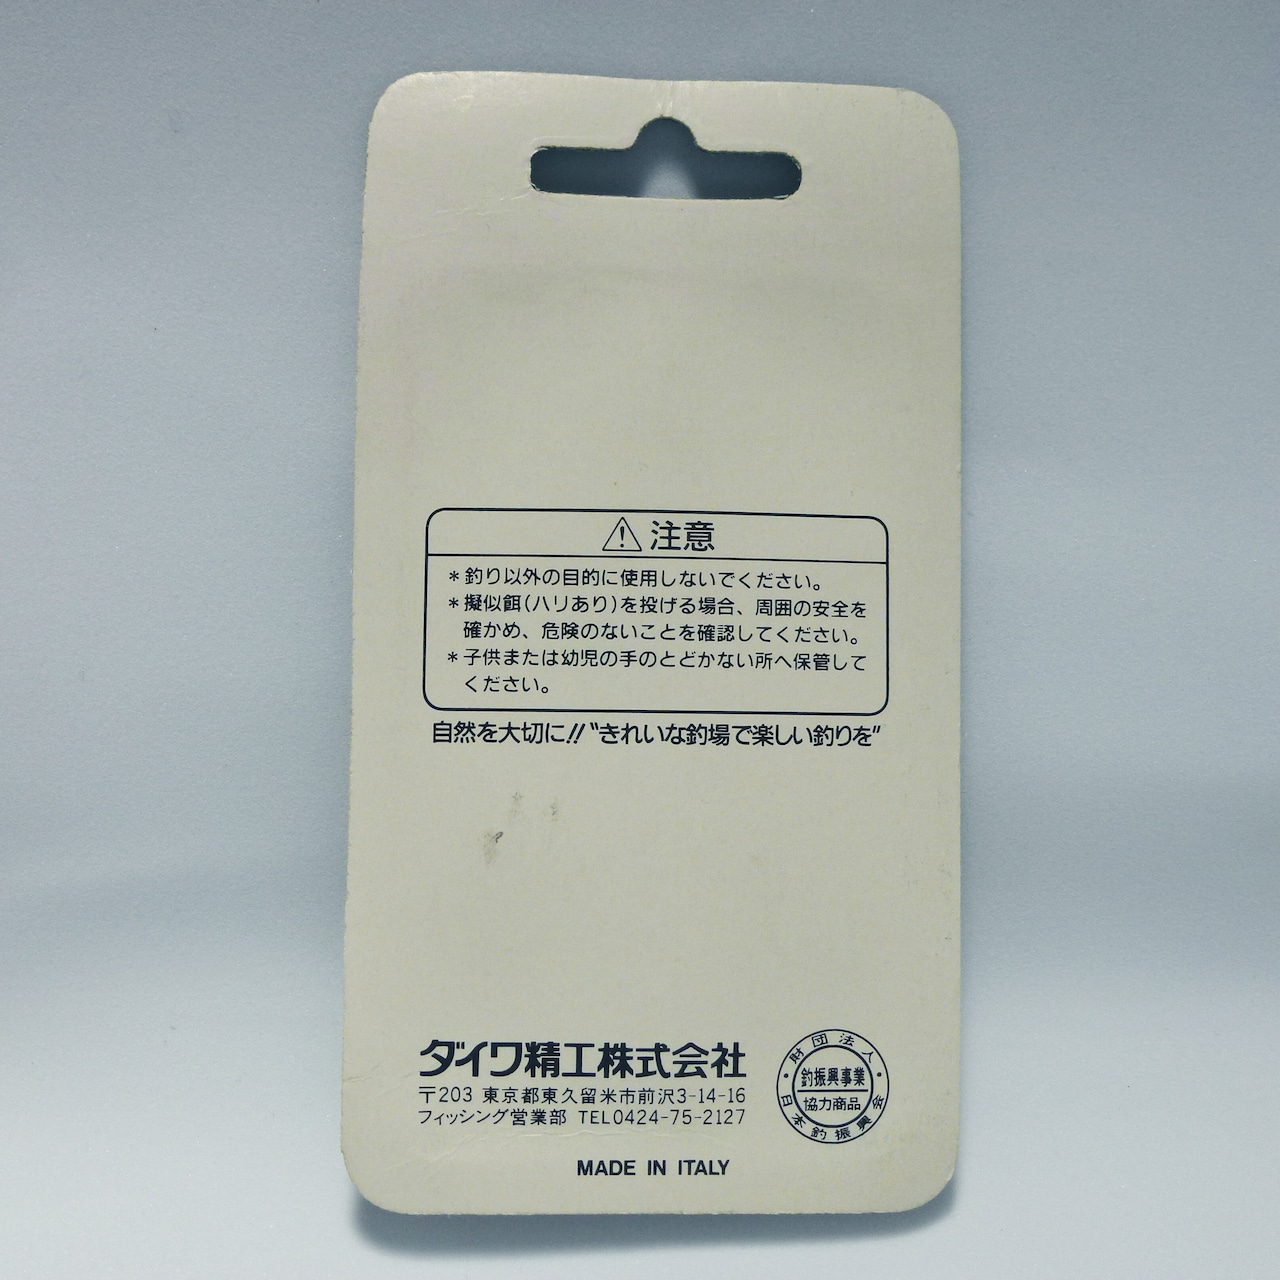 注意
＊釣り以外の目的に使用しないでください。
＊擬似餌(ハリあり)を投げる場合、周囲の安全を
確かめ、危険のないことを確認してください。
＊子供または幼児の手のとどかない所へ保管して
ください。
自然を大切に!!〝きれいな釣場で楽しい釣りを〟
ダイワ精工株式会社
〒203 東京都東久留米市前沢3-14-16
フィッシング営業部 TEL0424-75-2127
財団法人
釣振興事業
協力商品
日本釣振興会
MADE IN ITALY